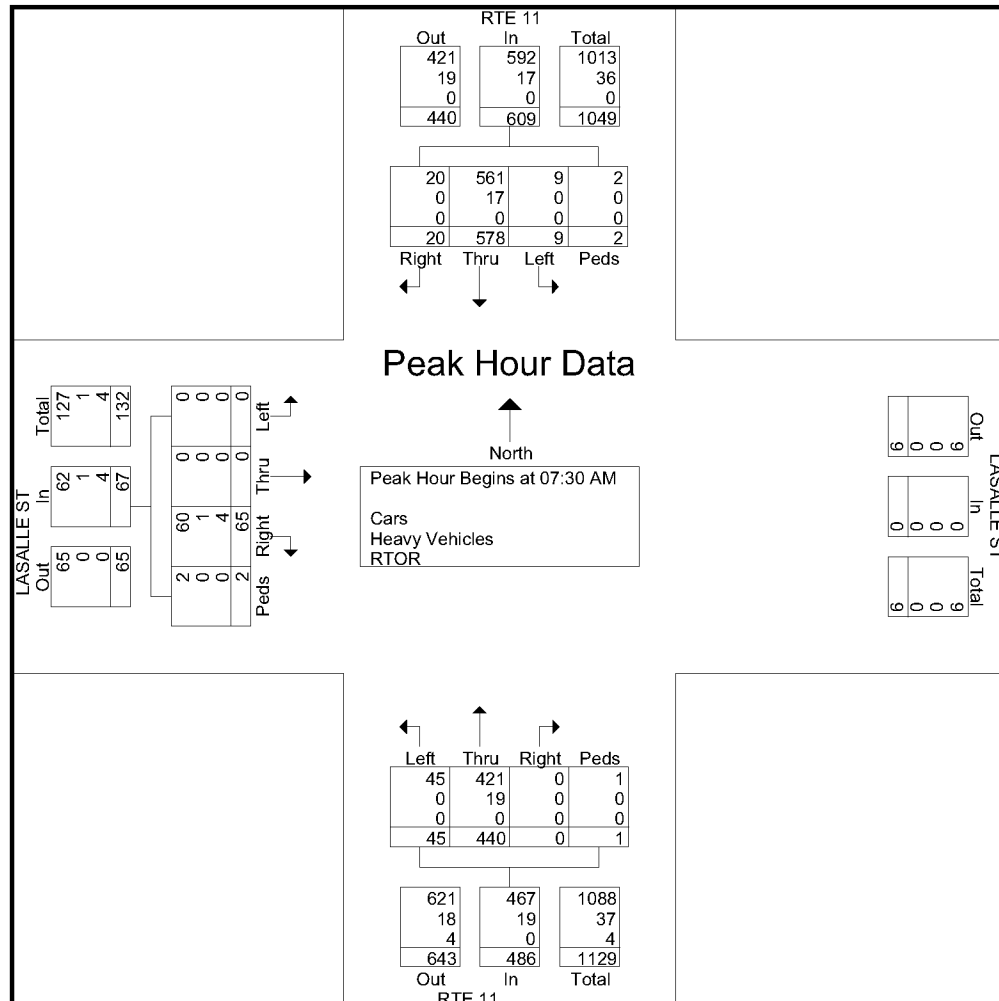 RTE 11
Out In Total
421 592 1013
19 17 36
0 0 0
440 609 1049
20 561 9 2
0 17 0 0
0 0 0 0
20 578 9 2
Right Thru Left Peds
LASALLE ST
Out In Total
65 62 127
0 1 1
0 4 4
65 67 132
2 60 0 0
0 1 0 0
0 4 0 0
2 65 0 0
Peds Right Thru Left
Peak Hour Data
North
Peak Hour Begins at 07:30 AM
Cars
Heavy Vehicles
RTOR
LASALLE ST
Out In Total
9 0 9
0 0 0
0 0 0
9 0 9
Left Thru Right Peds
45 421 0 1
0 19 0 0
0 0 0 0
45 440 0 1
621 467 1088
18 19 37
4 0 4
643 486 1129
Out In Total
RTE 11